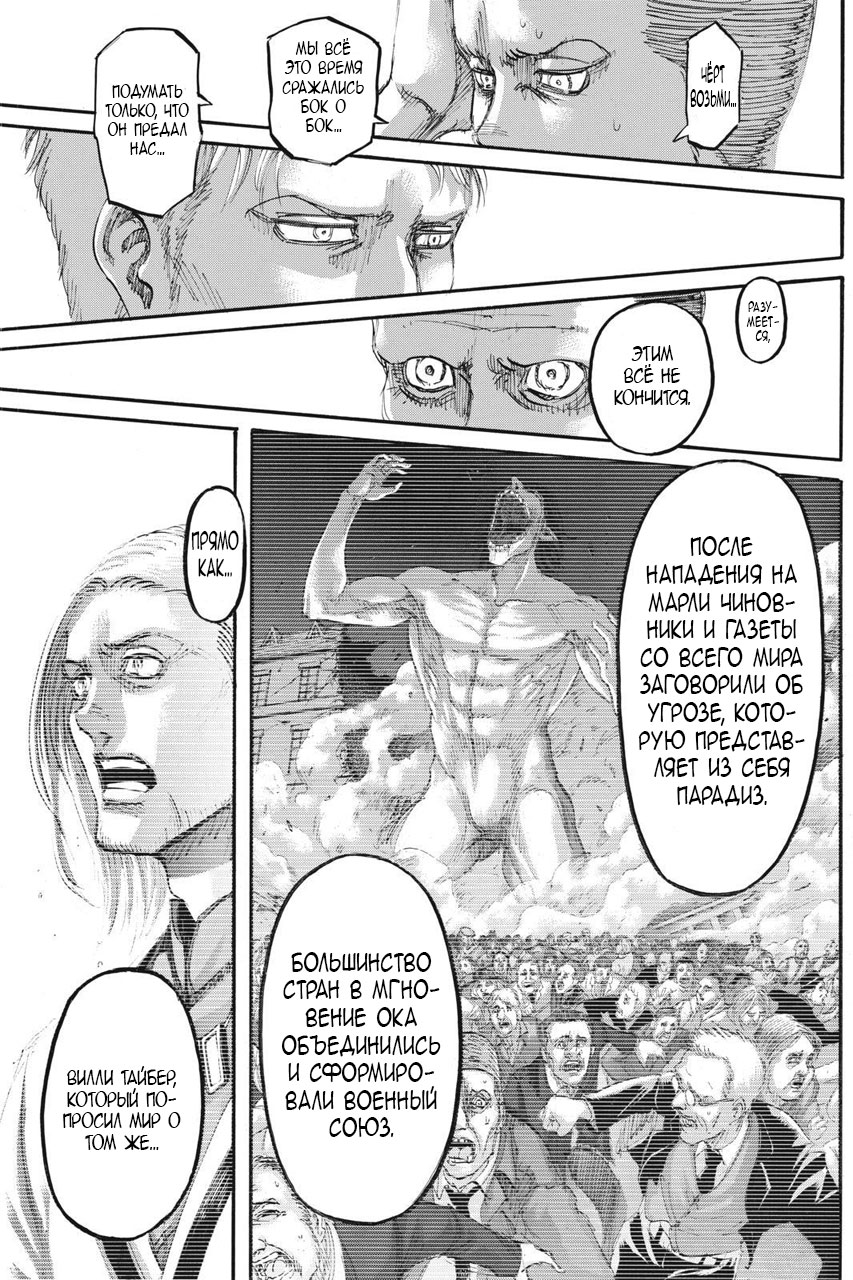 ЧЁРТ
ВОЗЬМИ...
МЫ ВСЁ
ЭТО ВРЕМЯ
СРАЖАЛИСЬ
БОК О
БОК...
ПОДУМАТЬ
ТОЛЬКО, ЧТО
ОН ПРЕДАЛ
НАС...
РАЗУ-
МЕЕТ-
СЯ,
ЭТИМ
ВСЁ НЕ
КОНЧИТСЯ.
ПОСЛЕ
НАПАДЕНИЯ НА
МАРЛИ ЧИНОВ-
НИКИ И ГАЗЕТЫ
СО ВСЕГО МИРА
ЗАГОВОРИЛИ ОБ
УГРОЗЕ, КОТО-
РУЮ ПРЕДСТАВ-
ЛЯЕТ ИЗ СЕБЯ
ПАРАДИЗ.
БОЛЬШИНСТВО
СТРАН В МГНО-
ВЕНИЕ ОКА
ОБЪЕДИНИЛИСЬ
И СФОРМИРО-
ВАЛИ ВОЕННЫЙ
СОЮЗ.
ПРЯМО
КАК...
ВИЛЛИ ТАЙБЕР,
КОТОРЫЙ ПО-
ПРОСИЛ МИР О
ТОМ ЖЕ...